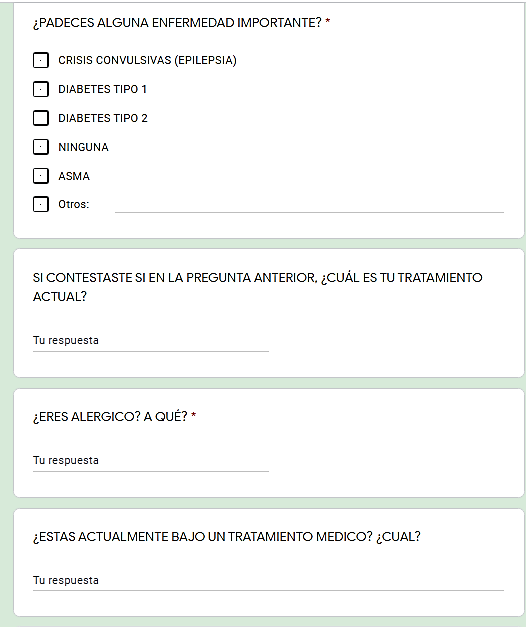 ¿PADECES ALGUNA ENFERMEDAD IMPORTANTE? *
CRISIS CONVULSIVAS (EPILEPSIA)
DIABETES TIPO 1
DIABETES TIPO 2
NINGUNA
ASMA
Otros:
SI CONTESTASTE SI EN LA PREGUNTA ANTERIOR, ¿CUÁL ES TU TRATAMIENTO
ACTUAL?
Tu respuesta
¿ERES ALERGICO? A QUÉ? *
Tu respuesta
¿ESTAS ACTUALMENTE BAJO UN TRATAMIENTO MEDICO? ¿CUAL?
Tu respuesta